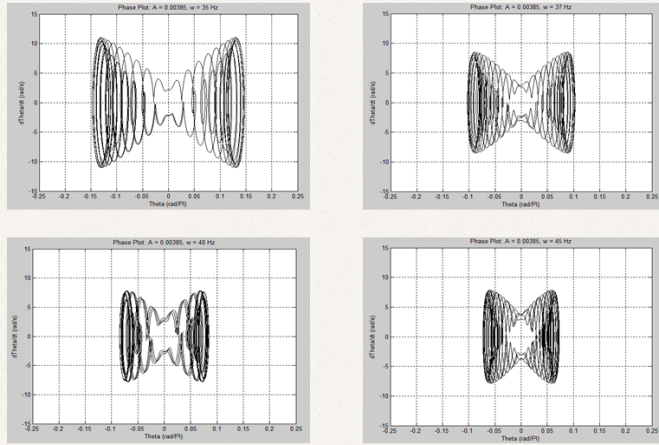 Phase Plot: A = 0.00385, w = 35 Hz
15
10
5
0
-5
-10
-15
dTheta/dt (rad/s)
-0.25 -0.2 -0.15 -0.1 -0.05 0 0.05 0.1 0.15 0.2 0.25
Theta (rad/PI)
Phase Plot: A = 0.00385, w = 37 Hz
15
10
5
0
-5
-10
-15
dTheta/dt (rad/s)
-0.25 -0.2 -0.15 -0.1 -0.05 0 0.05 0.1 0.15 0.2 0.25
Theta (rad/PI)
Phase Plot: A = 0.00385, w = 40 Hz
15
10
5
0
-5
-10
-15
dTheta/dt (rad/s)
-0.25 -0.2 -0.15 -0.1 -0.05 0 0.05 0.1 0.15 0.2 0.25
Theta (rad/PI)
Phase Plot: A = 0.00385, w = 45 Hz
15
10
5
0
-5
-10
-15
dTheta/dt (rad/s)
-0.25 -0.2 -0.15 -0.1 -0.05 0 0.05 0.1 0.15 0.2 0.25
Theta (rad/PI)